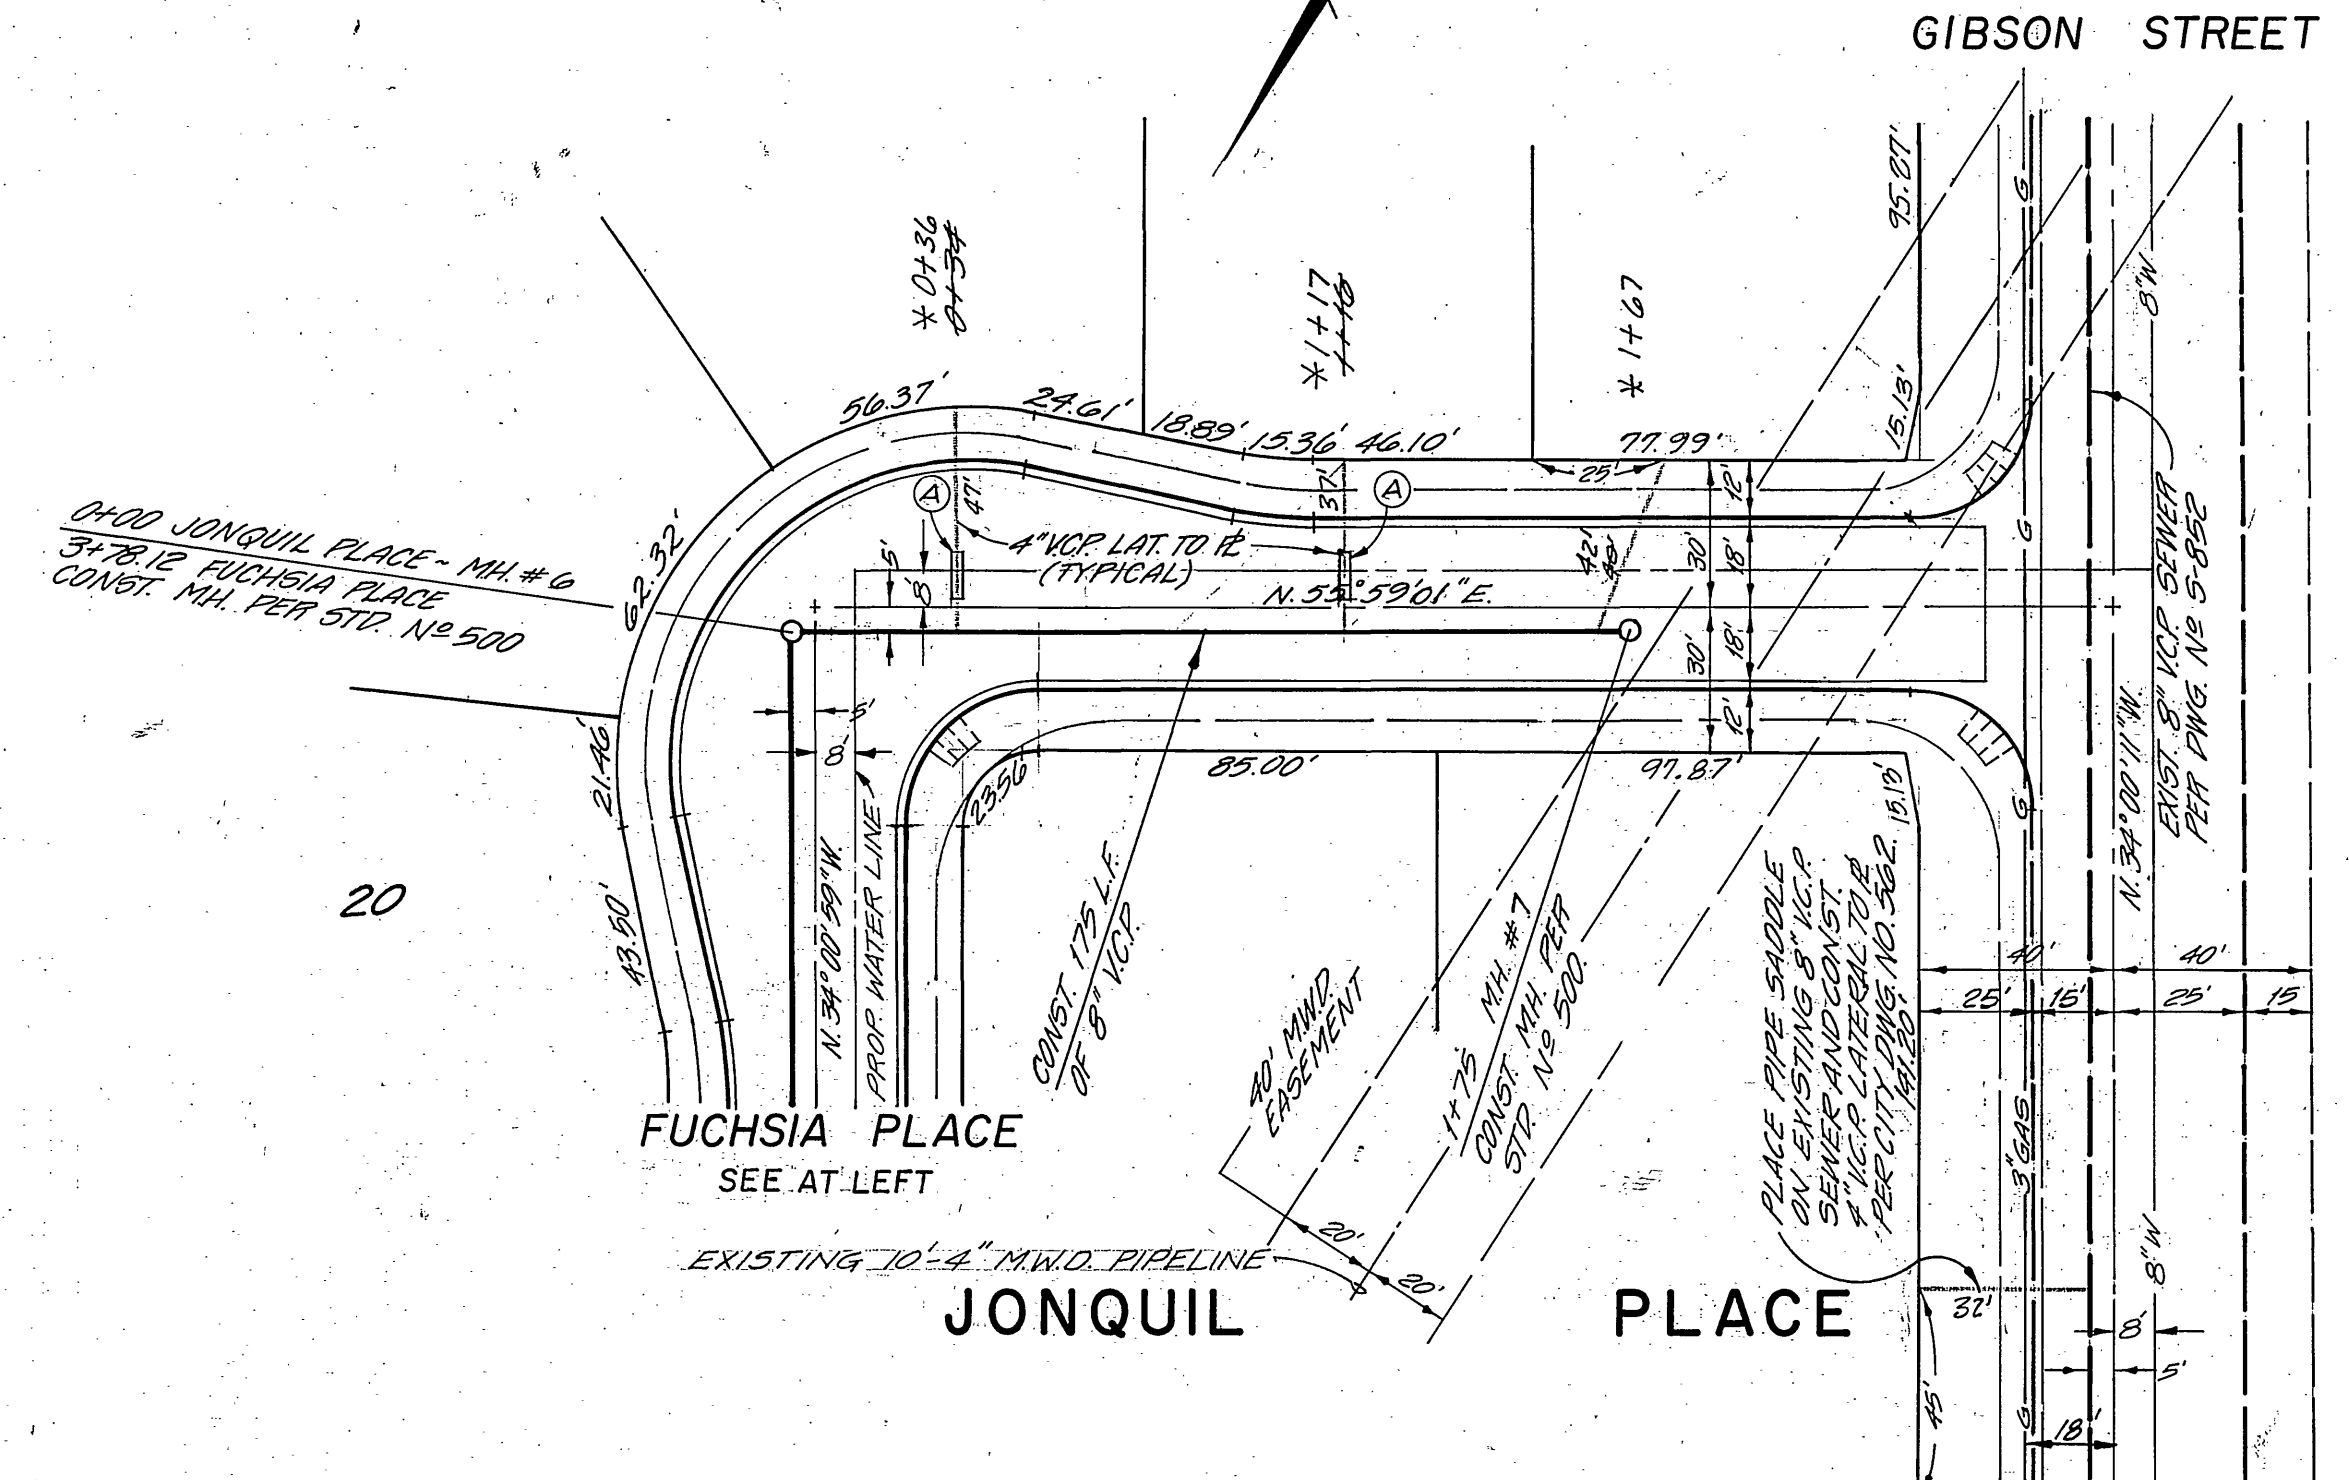 GIBSON STREET
95.07'
8"W
G
* 0+36
0+34
* 1+17
1+16
* 1+67
15.13'
56.37'
24.61'
18.89'
15.36'
46.10'
77.99'
25'
A
47'
37'
A
12'
0+00 JONQUIL PLACE ~ M.H. #6
3+78.12 FUCHSIA PLACE
CONST. M.H. PER STD. Nº 500
62.32'
5'
8'
4" V.C.P. LAT. TO ℙL
(TYPICAL)
N. 55° 59' 01" E.
42'
30'
18'
G
EXIST. 8" V.C.P. SEWER
PER DWG. Nº S-852
30'
18'
12'
21.46'
5'
8'
23.56
85.00'
97.87'
15.13'
G
N. 34° 00' 11" W.
20
43.50'
N. 34° 00' 59" W.
PROP. WATER LINE
CONST. 175 L.F.
OF 8" V.C.P.
40' M.W.D.
EASEMENT
1+75 M.H. #7
CONST. M.H. PER
STD. Nº 500.
PLACE PIPE SADDLE
ON EXISTING 8" V.C.P.
SEWER AND CONST.
4" V.C.P. LATERAL TO ℙL
PER CITY DWG. NO. 562.
141.20'
40'
40'
25'
15'
25'
15
FUCHSIA PLACE
SEE AT LEFT
3" GAS
8"W
EXISTING 10'-4" M.W.D. PIPELINE
20'
20'
32'
JONQUIL PLACE
8'
5'
45'
G
18'